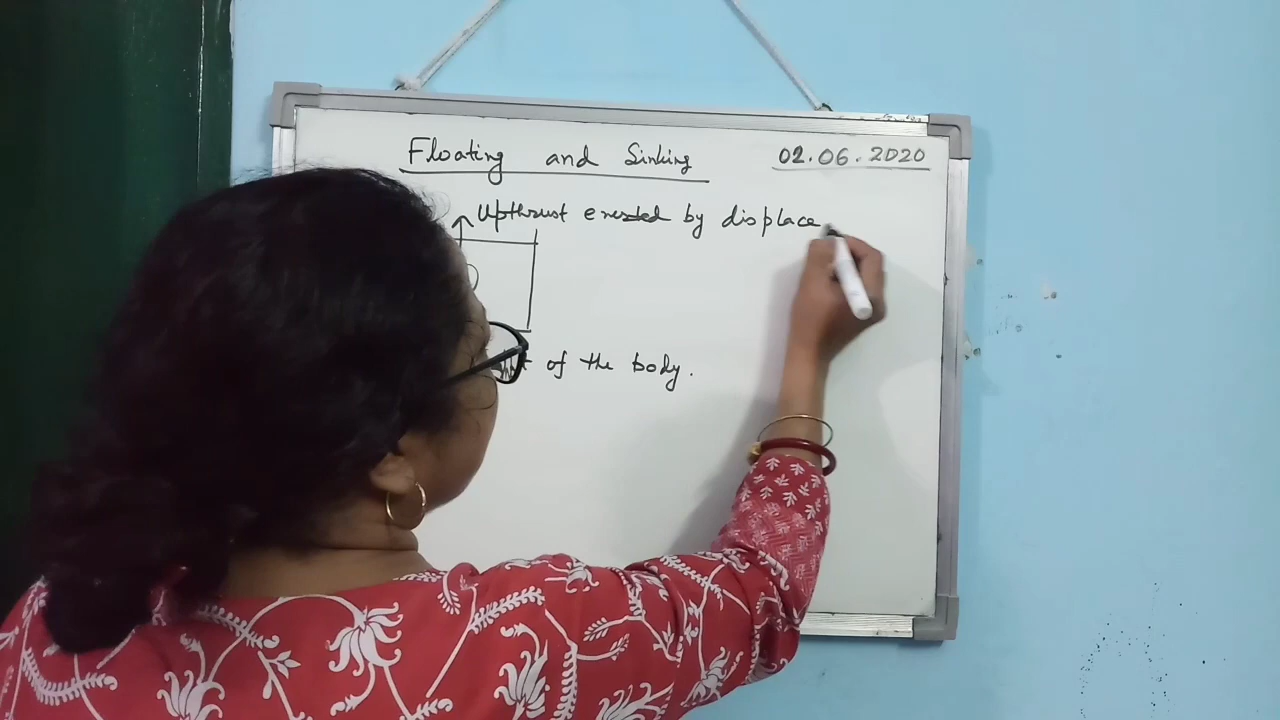 Floating and Sinking
02.06.2020
Upthrust exerted by displace
of the body.